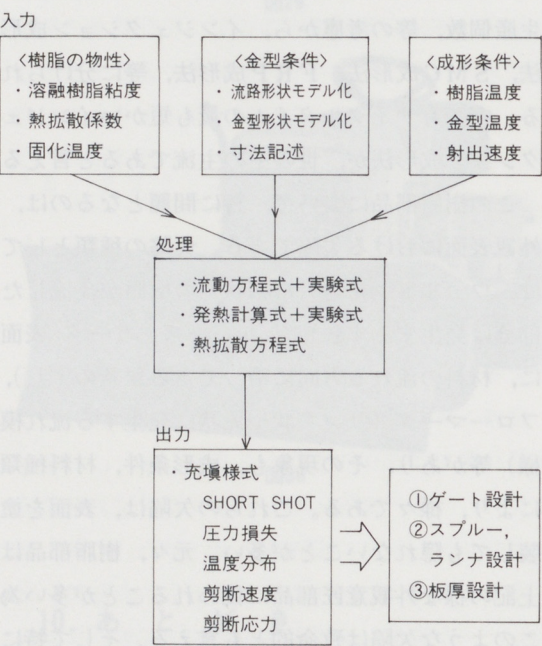 入力
〈樹脂の物性〉
・溶融樹脂粘度
・熱拡散係数
・固化温度
〈金型条件〉
・流路形状モデル化
・金型形状モデル化
・寸法記述
〈成形条件〉
・樹脂温度
・金型温度
・射出速度
処理
・流動方程式＋実験式
・発熱計算式＋実験式
・熱拡散方程式
出力
・充塡様式
SHORT SHOT
圧力損失
温度分布
剪断速度
剪断応力
①ゲート設計
②スプルー、
ランナ設計
③板厚設計